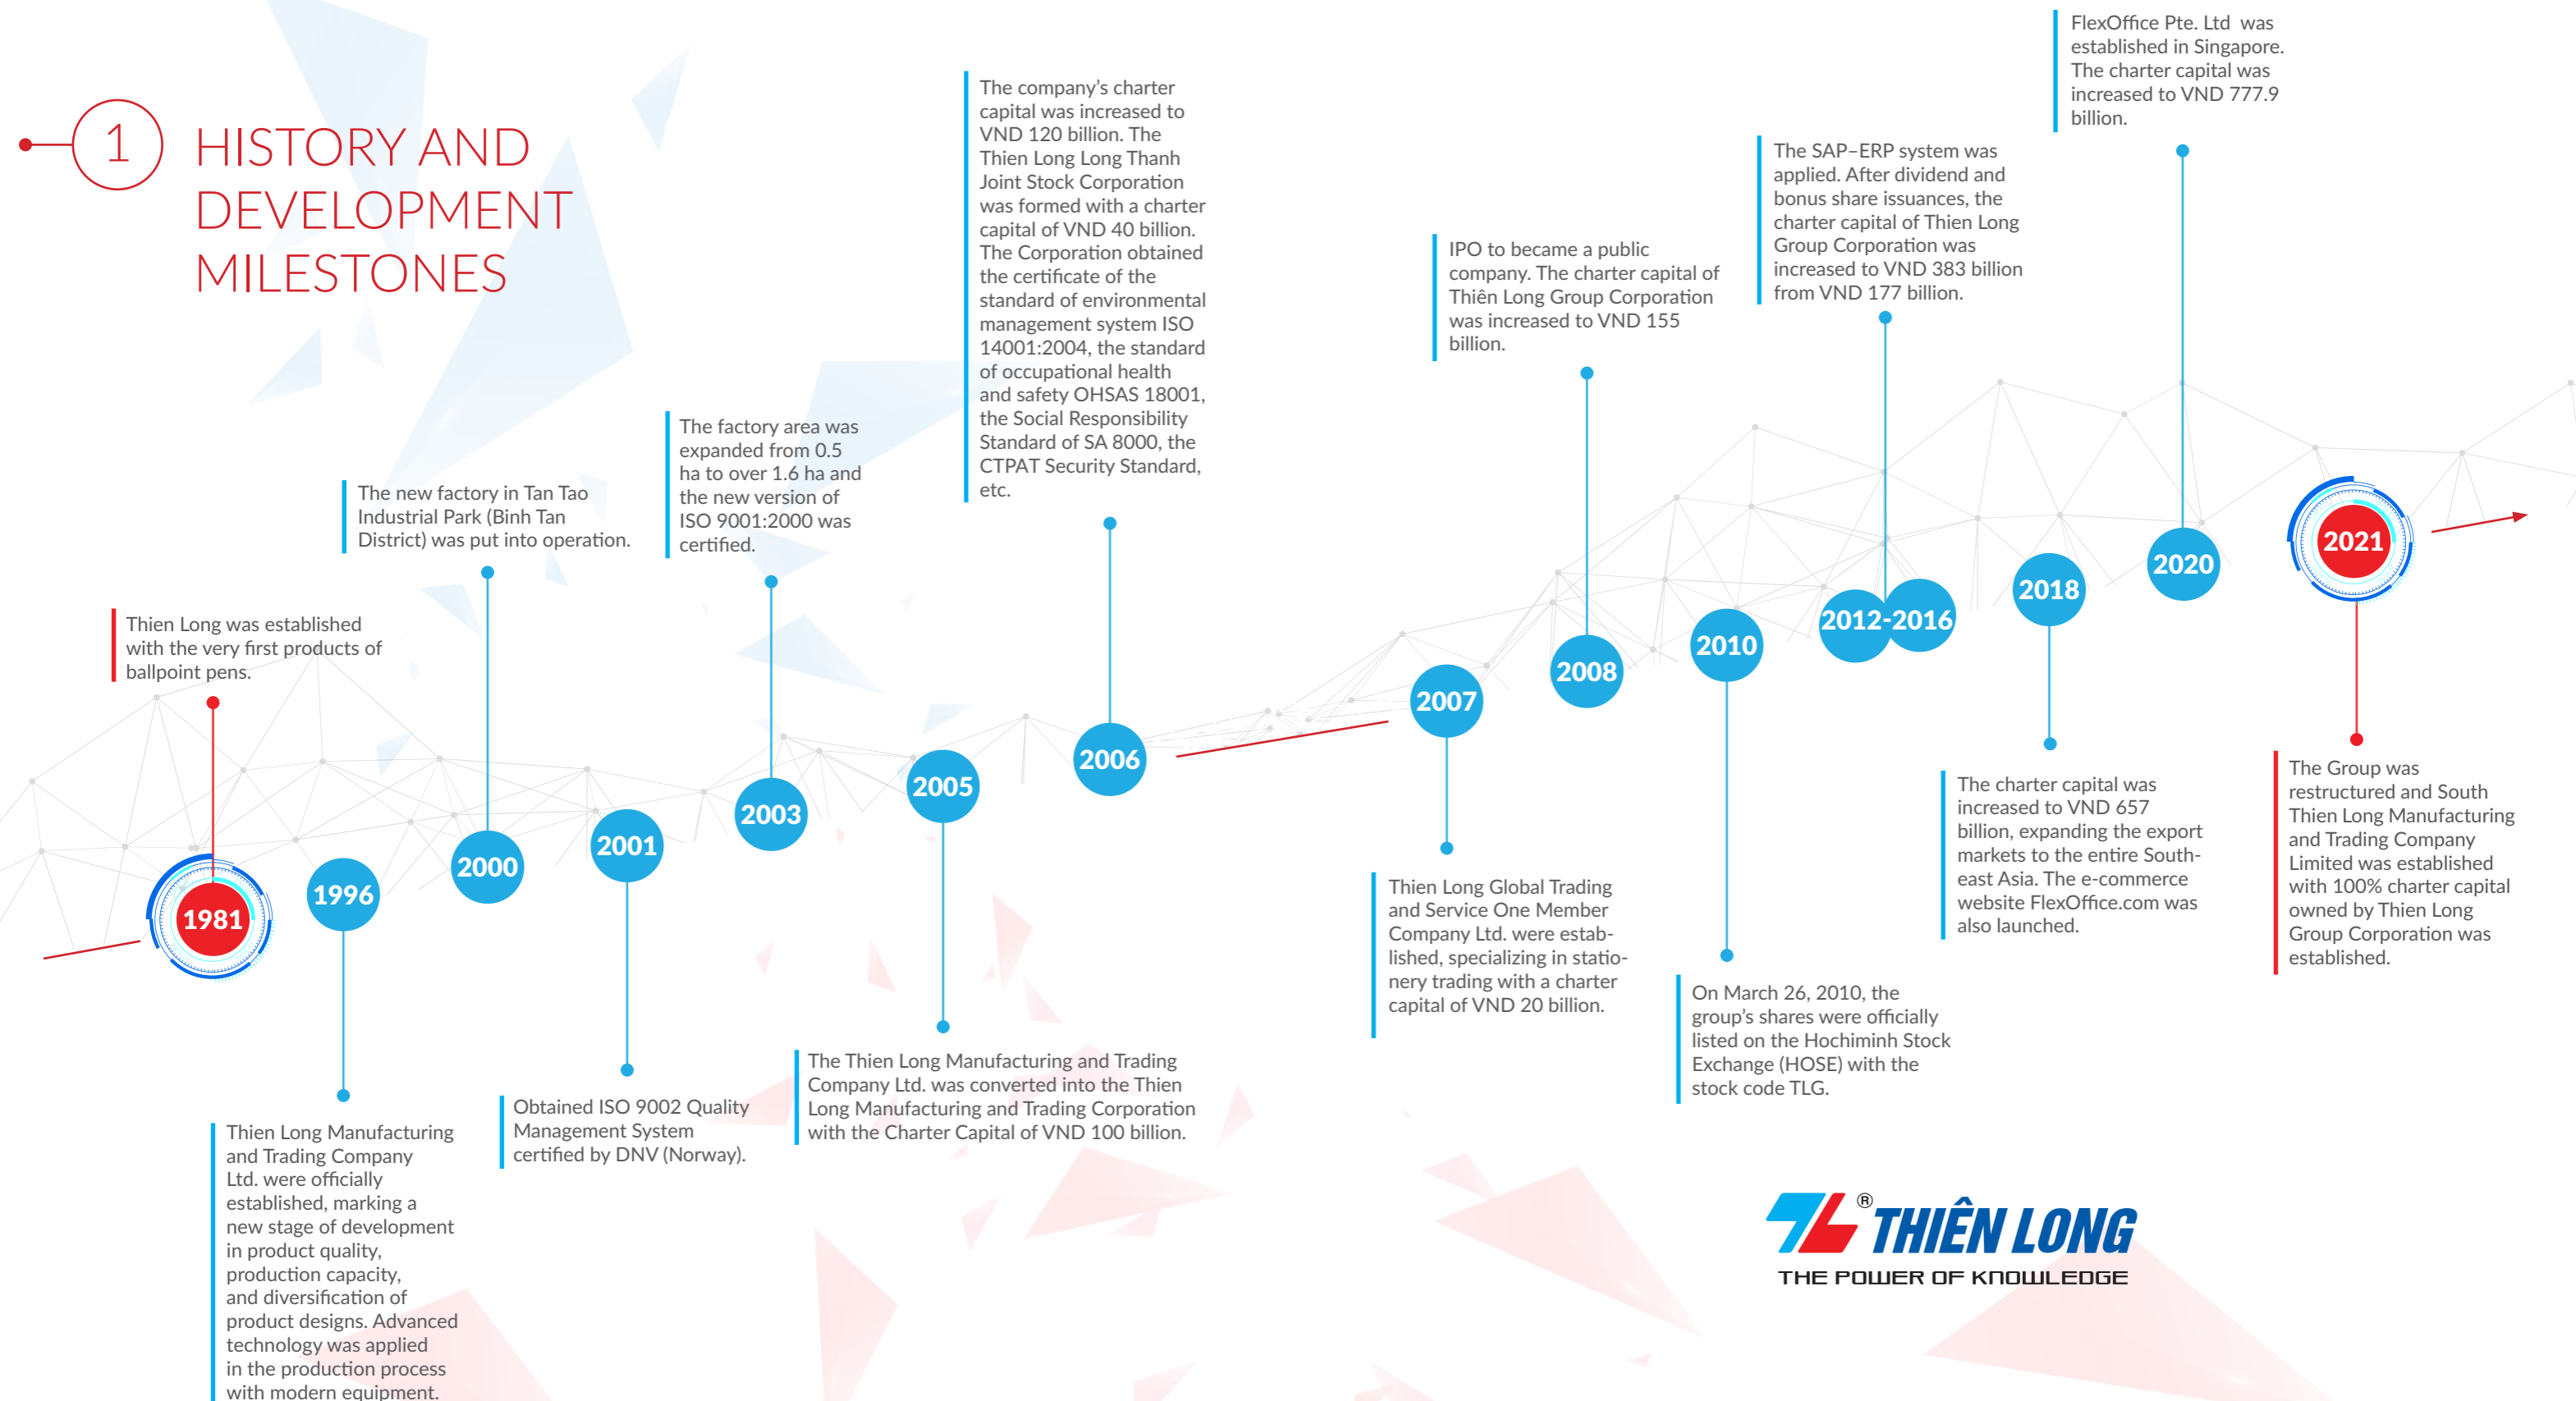 1
HISTORY AND
DEVELOPMENT
MILESTONES
Thien Long was established
with the very first products of
ballpoint pens.
1981
1996
Thien Long Manufacturing
and Trading Company
Ltd. were officially
established, marking a
new stage of development
in product quality,
production capacity,
and diversification of
product designs. Advanced
technology was applied
in the production process
with modern equipment.
The new factory in Tan Tao
Industrial Park (Binh Tan
District) was put into operation.
2000
2001
Obtained ISO 9002 Quality
Management System
certified by DNV (Norway).
The factory area was
expanded from 0.5
ha to over 1.6 ha and
the new version of
ISO 9001:2000 was
certified.
2003
2005
The Thien Long Manufacturing and Trading
Company Ltd. was converted into the Thien
Long Manufacturing and Trading Corporation
with the Charter Capital of VND 100 billion.
The company's charter
capital was increased to
VND 120 billion. The
Thien Long Long Thanh
Joint Stock Corporation
was formed with a charter
capital of VND 40 billion.
The Corporation obtained
the certificate of the
standard of environmental
management system ISO
14001:2004, the standard
of occupational health
and safety OHSAS 18001,
the Social Responsibility
Standard of SA 8000, the
CTPAT Security Standard,
etc.
2006
2007
Thien Long Global Trading
and Service One Member
Company Ltd. were estab-
lished, specializing in statio-
nery trading with a charter
capital of VND 20 billion.
IPO to became a public
company. The charter capital of
Thiên Long Group Corporation
was increased to VND 155
billion.
2008
2010
On March 26, 2010, the
group's shares were officially
listed on the Hochiminh Stock
Exchange (HOSE) with the
stock code TLG.
The SAP–ERP system was
applied. After dividend and
bonus share issuances, the
charter capital of Thien Long
Group Corporation was
increased to VND 383 billion
from VND 177 billion.
2012-2016
2018
The charter capital was
increased to VND 657
billion, expanding the export
markets to the entire South-
east Asia. The e-commerce
website FlexOffice.com was
also launched.
FlexOffice Pte. Ltd was
established in Singapore.
The charter capital was
increased to VND 777.9
billion.
2020
2021
The Group was
restructured and South
Thien Long Manufacturing
and Trading Company
Limited was established
with 100% charter capital
owned by Thien Long
Group Corporation was
established.
® THIÊN LONG
THE POWER OF KNOWLEDGE